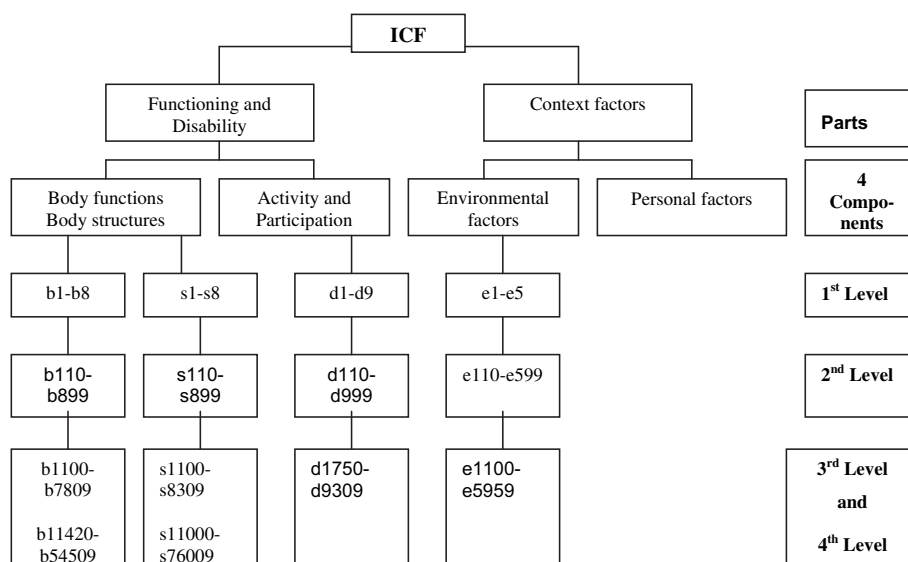 ICF
Functioning and
Disability
Context factors
Parts
Body functions
Body structures
Activity and
Participation
Environmental
factors
Personal factors
4
Compo-
nents
b1-b8
s1-s8
d1-d9
e1-e5
1st Level
b110-
b899
s110-
s899
d110-
d999
e110-e599
2nd Level
b1100-
b7809
b11420-
b54509
s1100-
s8309
s11000-
s76009
d1750-
d9309
e1100-
e5959
3rd Level
and
4th Level